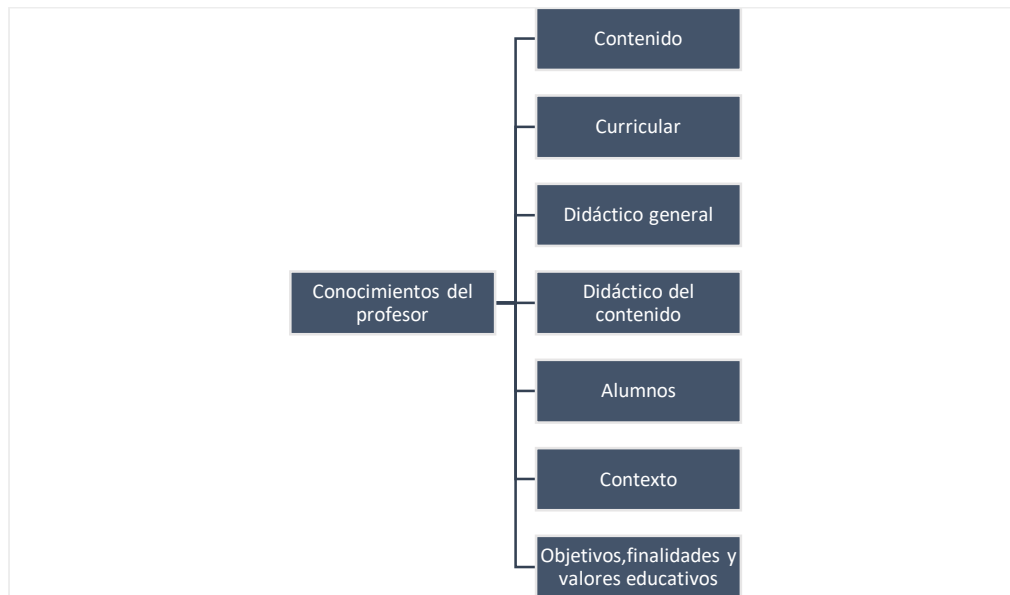 Contenido
Curricular
Didáctico general
Conocimientos del
profesor
Didáctico del
contenido
Alumnos
Contexto
Objetivos,finalidades y
valores educativos